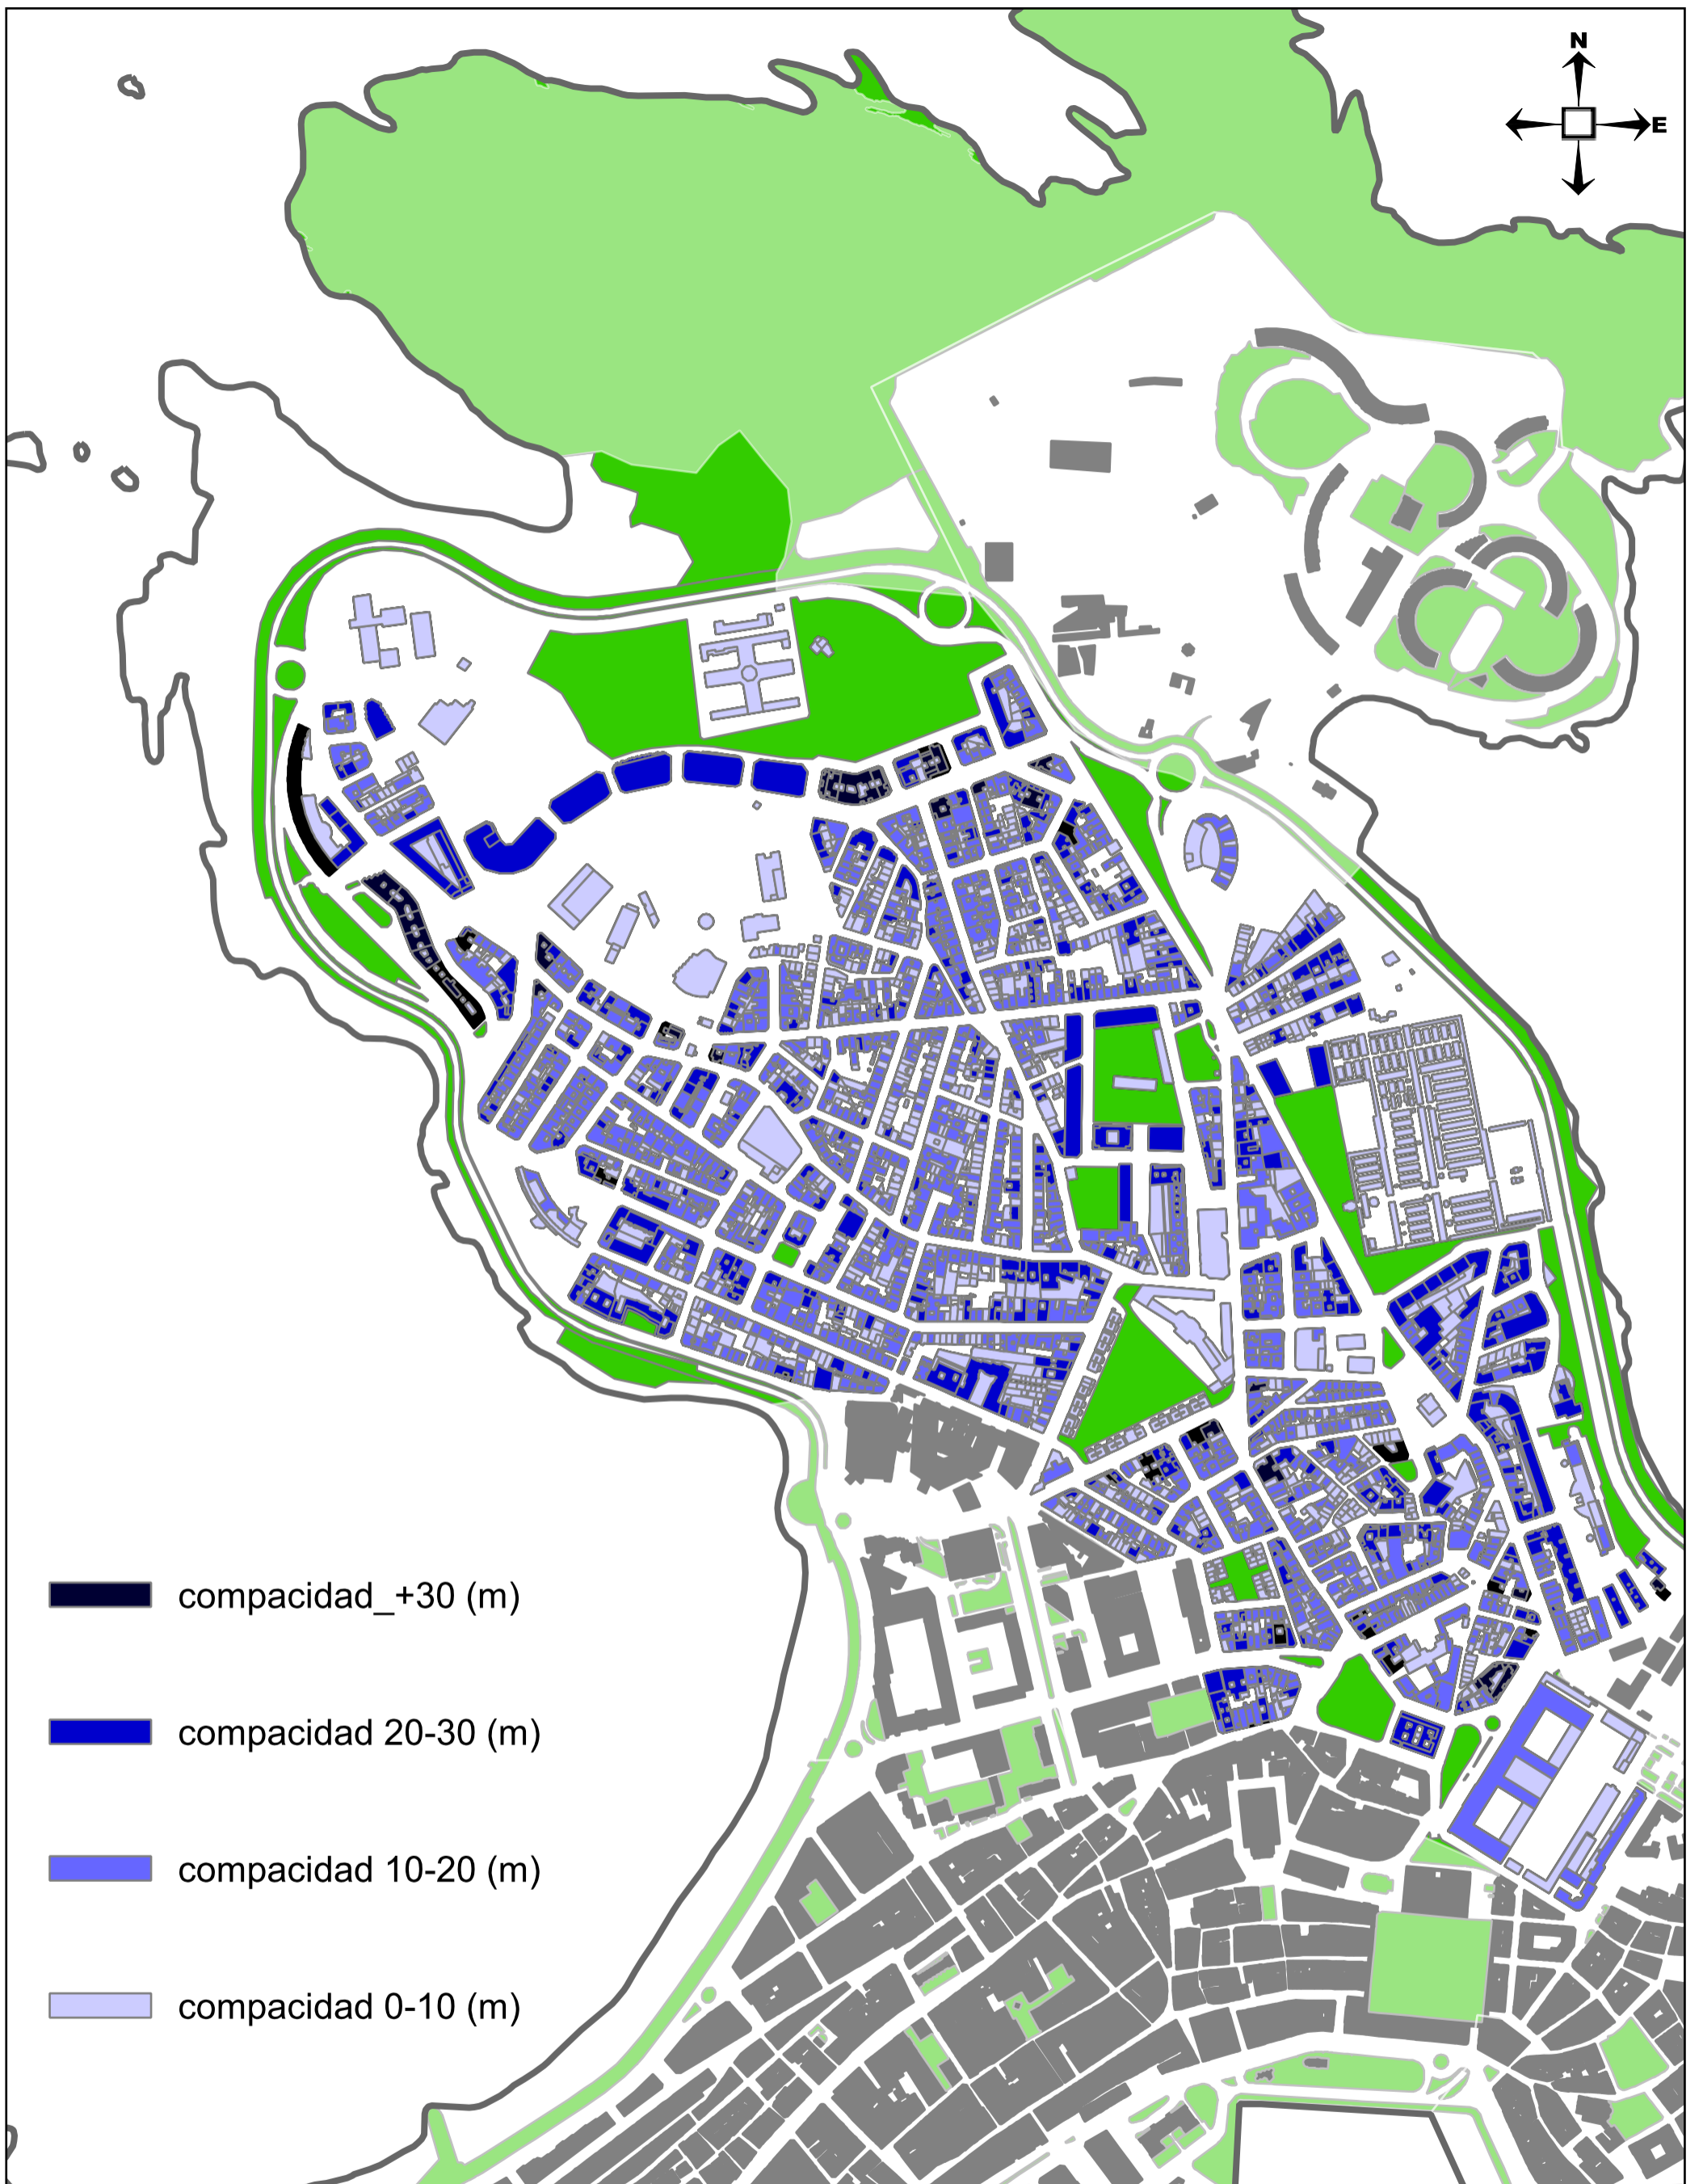 N
E
compacidad_+30 (m)
compacidad 20-30 (m)
compacidad 10-20 (m)
compacidad 0-10 (m)